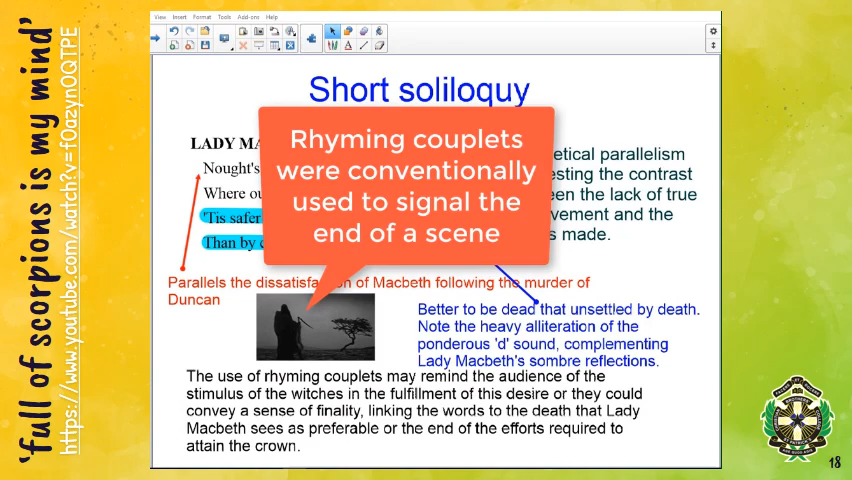 'full of scorpions is my mind'
https://www.youtube.com/watch?v=f0azyn0QTPE
View Insert Format Tools Add-ons Help
Short soliloquy
LADY MA
Nought's
Where ou
'Tis safer
Than by
etical parallelism
esting the contrast
een the lack of true
vement and the
s made.
Rhyming couplets
were conventionally
used to signal the
end of a scene
Parallels the dissatisfaction of Macbeth following the murder of
Duncan
Better to be dead that unsettled by death.
Note the heavy alliteration of the
ponderous 'd' sound, complementing
Lady Macbeth's sombre reflections.
The use of rhyming couplets may remind the audience of the
stimulus of the witches in the fulfillment of this desire or they could
convey a sense of finality, linking the words to the death that Lady
Macbeth sees as preferable or the end of the efforts required to
attain the crown.
18